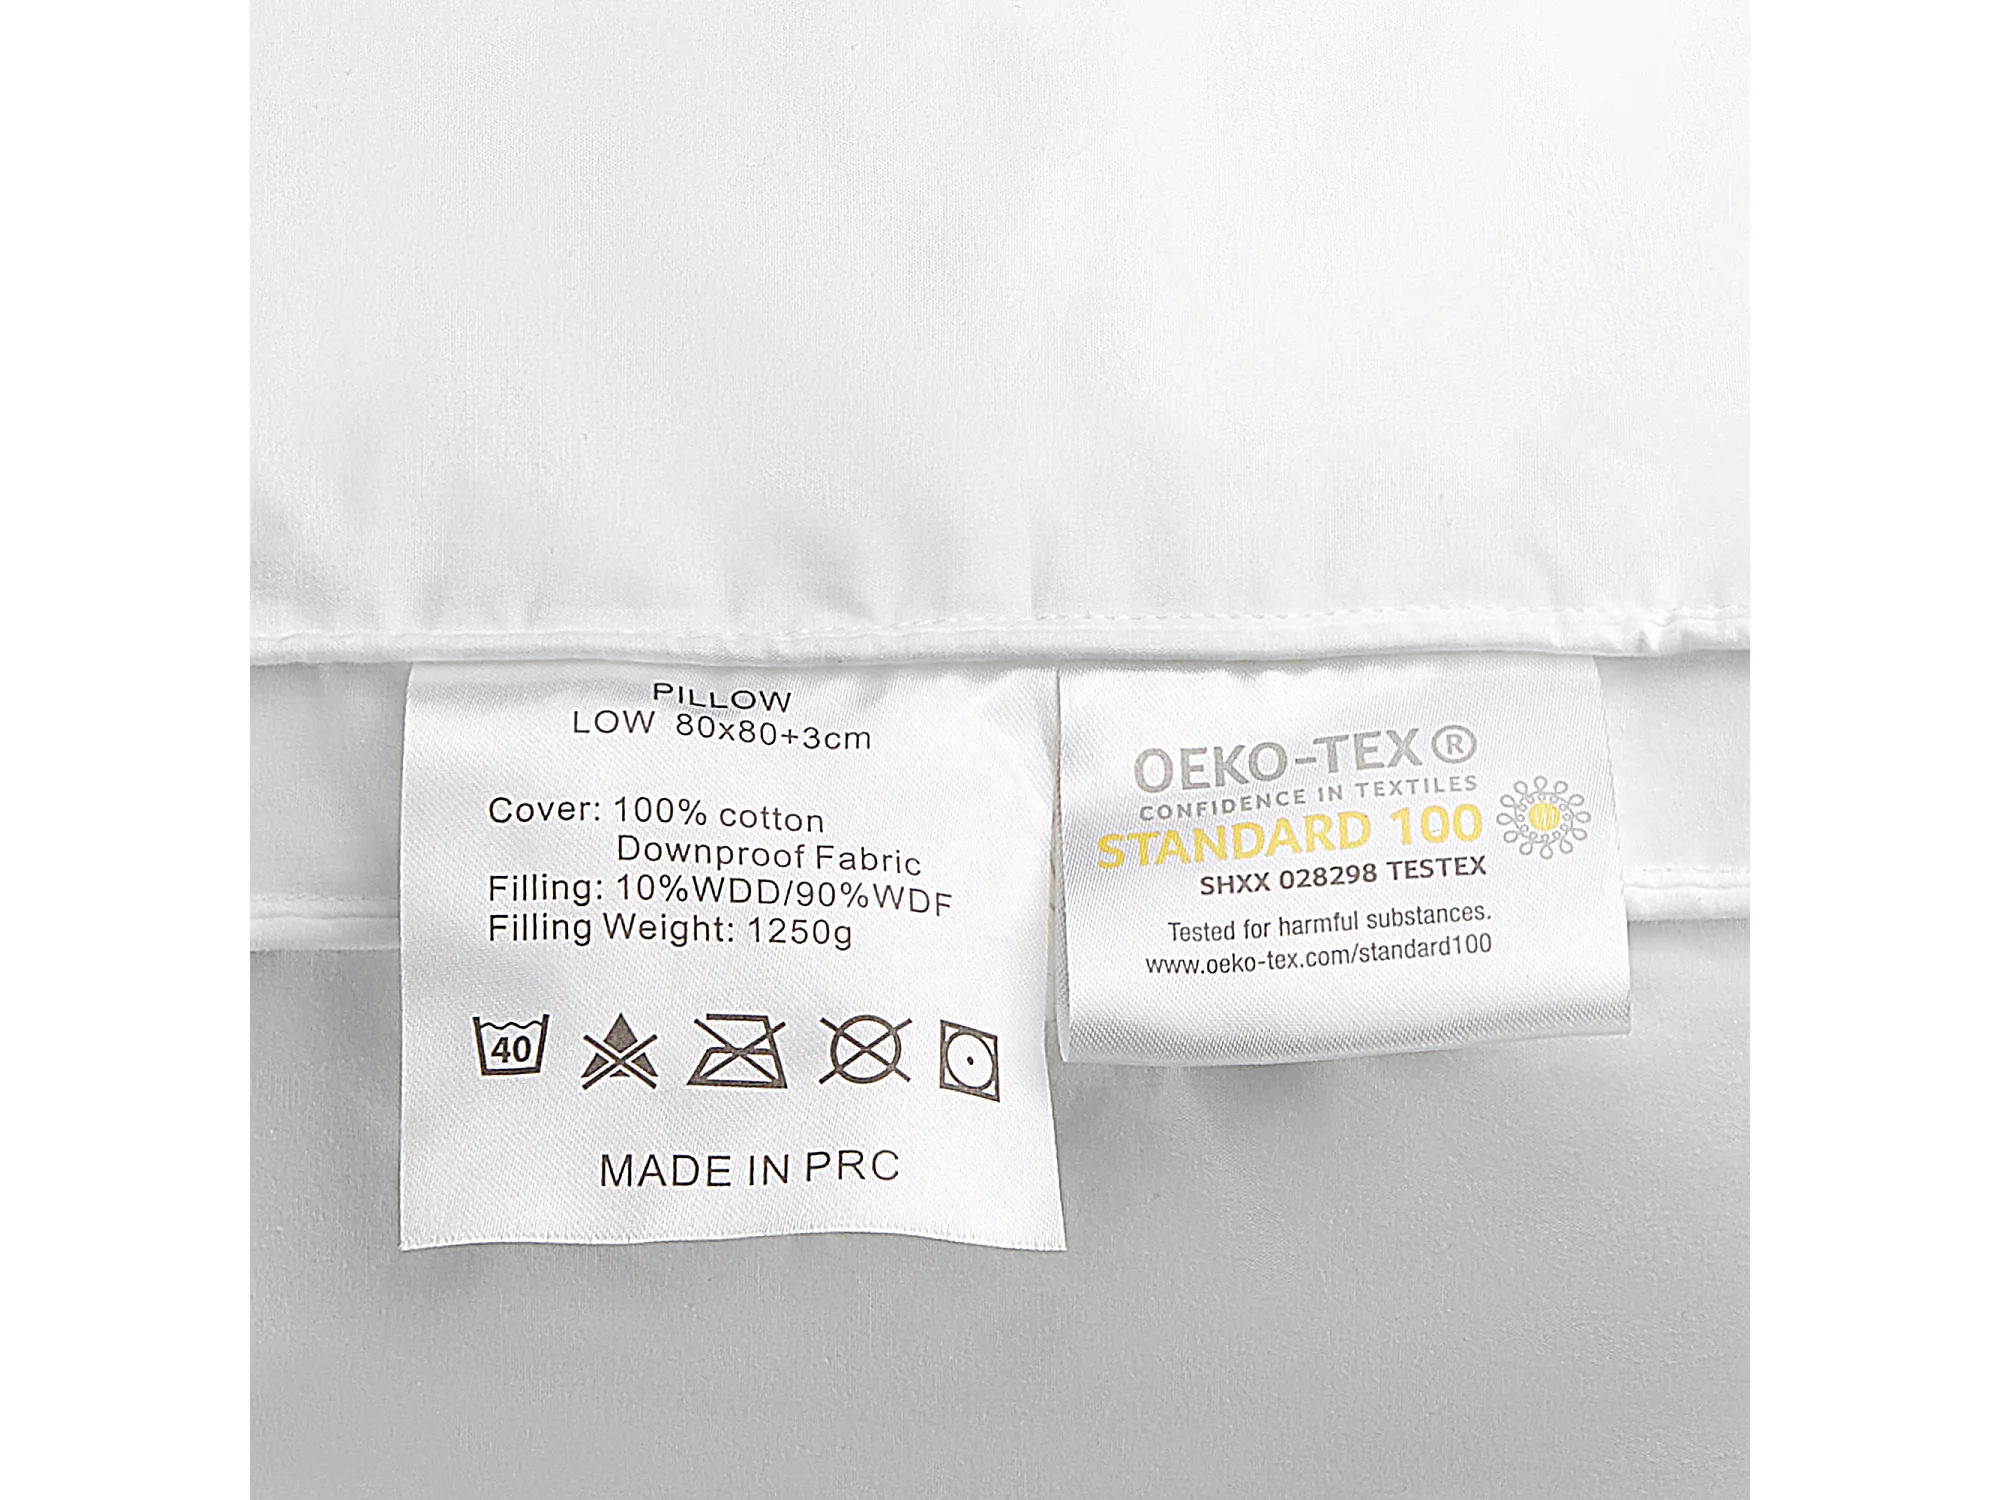 PILLOW
LOW 80x80+3cm
Cover: 100% cotton
Downproof Fabric
Filling: 10%WDD/90%WDF
Filling Weight: 1250g
40
MADE IN PRC
OEKO-TEX®
CONFIDENCE IN TEXTILES
STANDARD 100
SHXX 028298 TESTEX
Tested for harmful substances.
www.oeko-tex.com/standard100